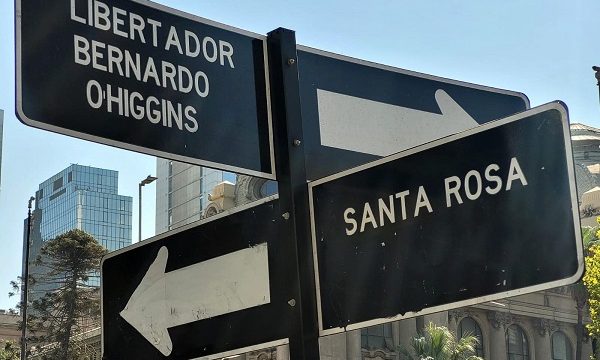 LIBERTADOR
BERNARDO
O'HIGGINS
SANTA ROSA